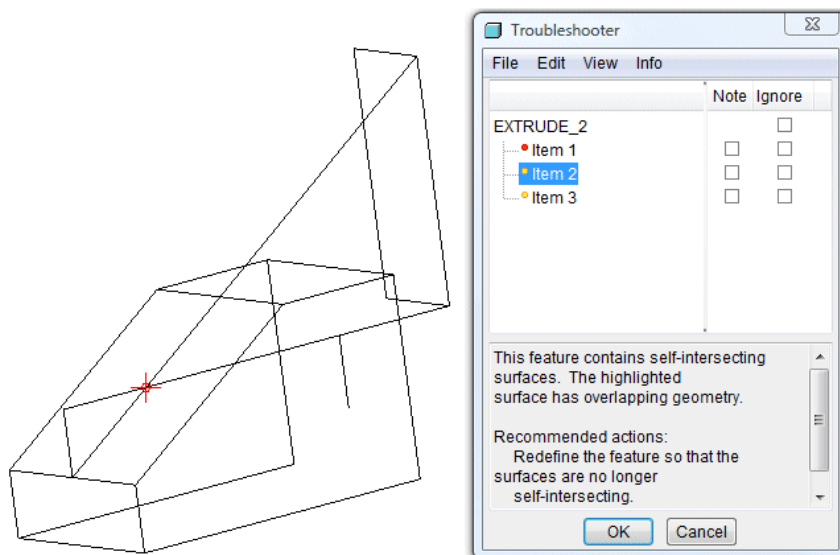 Troubleshooter
File Edit View Info
Note Ignore
EXTRUDE_2
Item 1
Item 2
Item 3
This feature contains self-intersecting
surfaces. The highlighted
surface has overlapping geometry.
Recommended actions:
Redefine the feature so that the
surfaces are no longer
self-intersecting.
OK Cancel